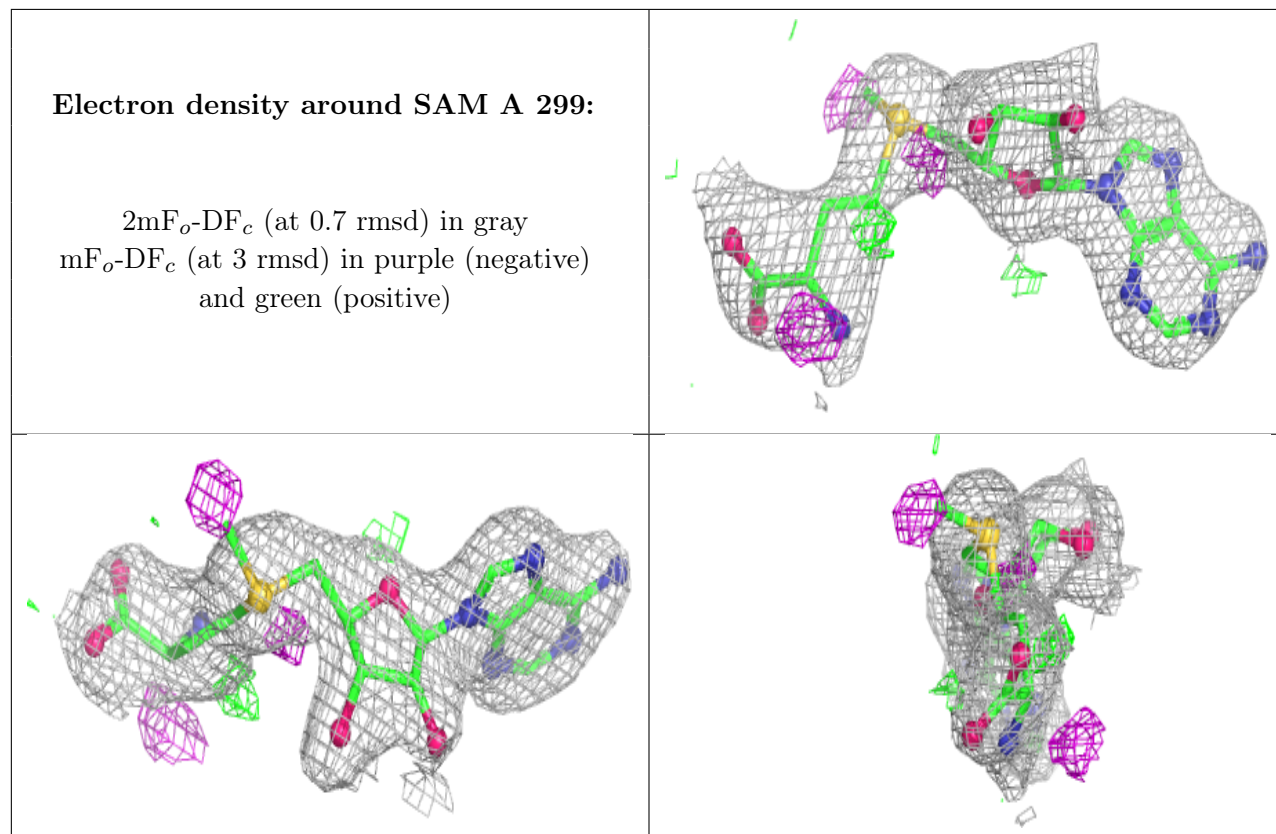 Electron density around SAM A 299:
2mFₒ-DF𝒸 (at 0.7 rmsd) in gray
mFₒ-DF𝒸 (at 3 rmsd) in purple (negative)
and green (positive)